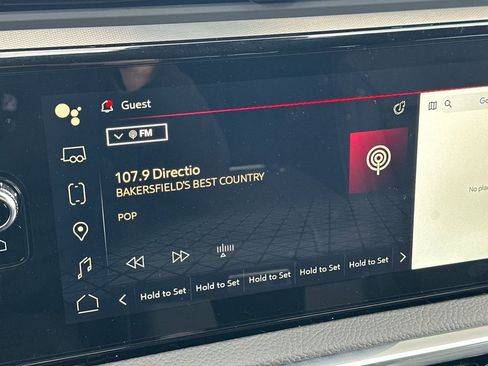 Guest
FM
107.9 Directio
BAKERSFIELD'S BEST COUNTRY
POP
Hold to Set Hold to Set Hold to Set Hold to Set Hold to Set
No pla